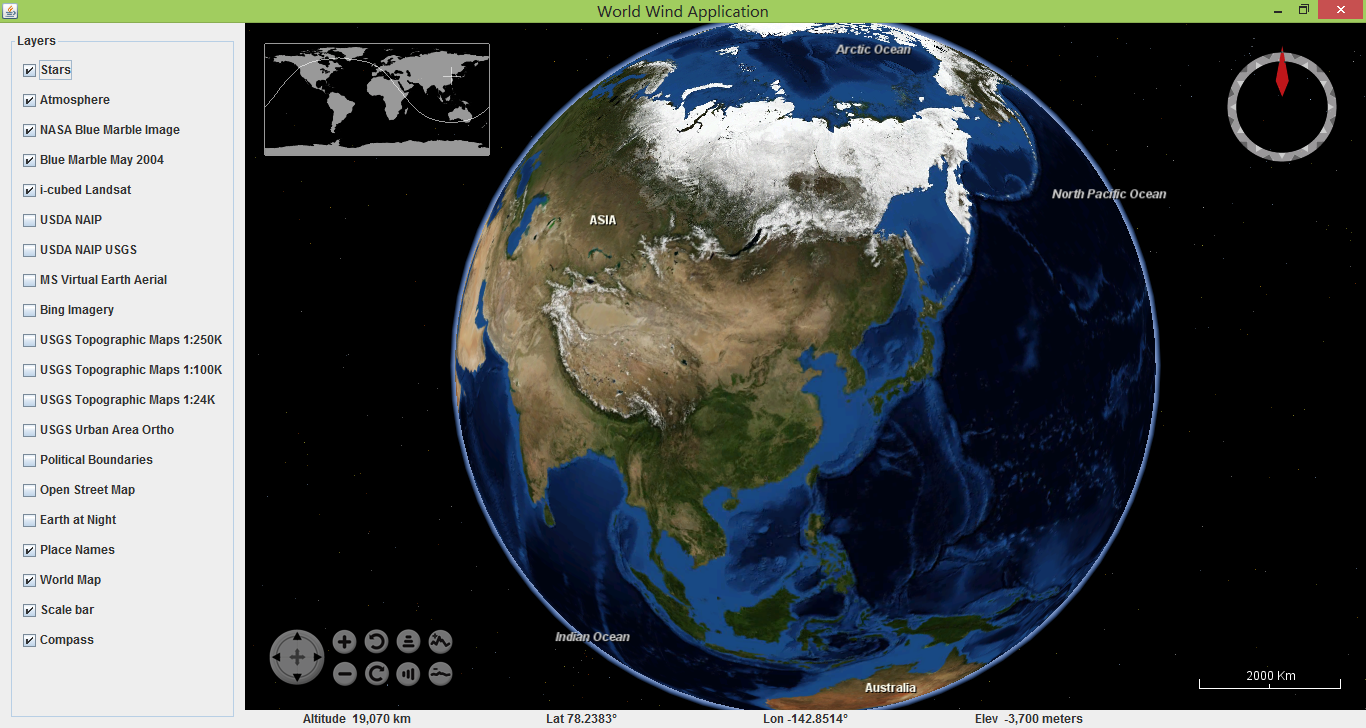 World Wind Application
Layers
Stars
Atmosphere
NASA Blue Marble Image
Blue Marble May 2004
i-cubed Landsat
USDA NAIP
USDA NAIP USGS
MS Virtual Earth Aerial
Bing Imagery
USGS Topographic Maps 1:250K
USGS Topographic Maps 1:100K
USGS Topographic Maps 1:24K
USGS Urban Area Ortho
Political Boundaries
Open Street Map
Earth at Night
Place Names
World Map
Scale bar
Compass
Arctic Ocean
North Pacific Ocean
ASIA
Indian Ocean
Australia
2000 Km
Altitude 19,070 km Lat 78.2383° Lon -142.8514° Elev -3,700 meters